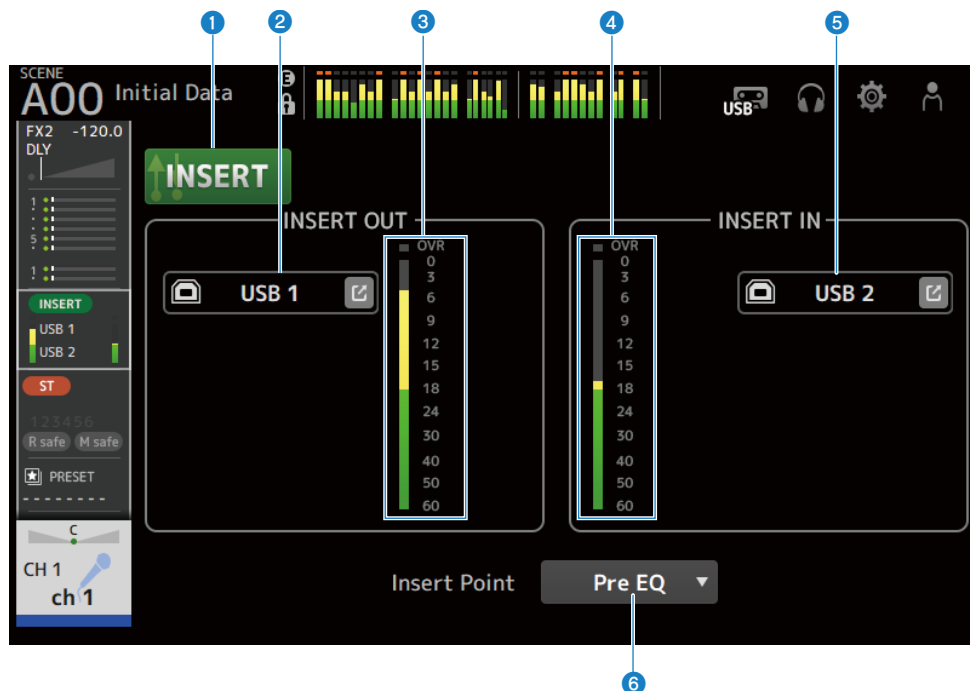 1 2 3 4 5
SCENE
A00 Initial Data
E
USB
FX2 -120.0
DLY
1
5
1
INSERT
USB 1
USB 2
ST
123456
R safe M safe
PRESET
--------
C
CH 1
ch 1
INSERT
INSERT OUT
USB 1
OVR
0
3
6
9
12
15
18
24
30
40
50
60
INSERT IN
OVR
0
3
6
9
12
15
18
24
30
40
50
60
USB 2
Insert Point Pre EQ
6